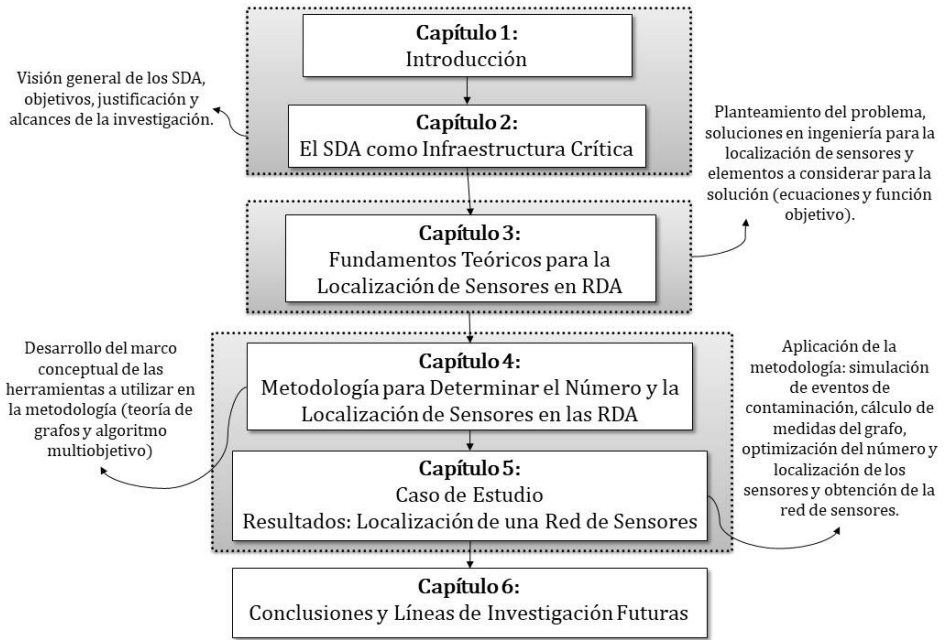 Capítulo 1:
Introducción
Visión general de los SDA,
objetivos, justificación y
alcances de la investigación.
Capítulo 2:
El SDA como Infraestructura Crítica
Planteamiento del problema,
soluciones en ingeniería para la
localización de sensores y
elementos a considerar para la
solución (ecuaciones y función
objetivo).
Capítulo 3:
Fundamentos Teóricos para la
Localización de Sensores en RDA
Desarrollo del marco
conceptual de las
herramientas a utilizar en
la metodología (teoría de
grafos y algoritmo
multiobjetivo)
Capítulo 4:
Metodología para Determinar el Número y la
Localización de Sensores en las RDA
Aplicación de la
metodología: simulación
de eventos de
contaminación, cálculo de
medidas del grafo,
optimización del número y
localización de los
sensores y obtención de la
red de sensores.
Capítulo 5:
Caso de Estudio
Resultados: Localización de una Red de Sensores
Capítulo 6:
Conclusiones y Líneas de Investigación Futuras